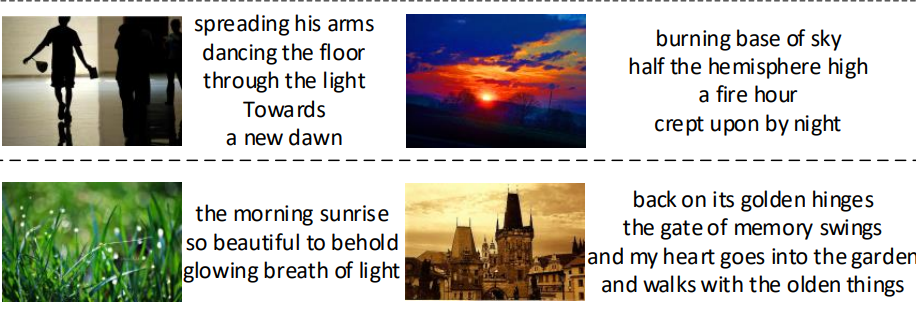 spreading his arms
dancing the floor
through the light
Towards
a new dawn
burning base of sky
half the hemisphere high
a fire hour
crept upon by night
the morning sunrise
so beautiful to behold
glowing breath of light
back on its golden hinges
the gate of memory swings
and my heart goes into the garden
and walks with the olden things